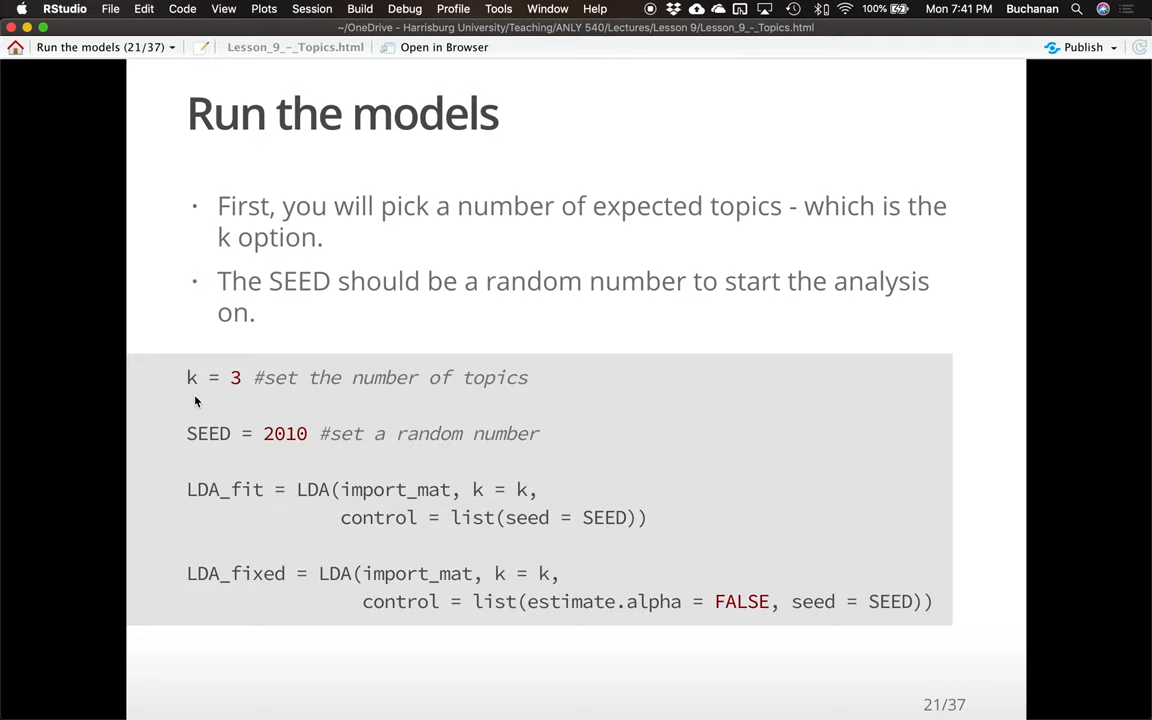 RStudio File Edit Code View Plots Session Build Debug Profile Tools Window Help 100% Mon 7:41 PM Buchanan
~/OneDrive - Harrisburg University/Teaching/ANLY 540/Lectures/Lesson 9/Lesson_9_-_Topics.html
Run the models (21/37) Lesson_9_-_Topics.html Open in Browser Publish
Run the models
· First, you will pick a number of expected topics - which is the
k option.
· The SEED should be a random number to start the analysis
on.
k = 3 #set the number of topics
SEED = 2010 #set a random number
LDA_fit = LDA(import_mat, k = k,
control = list(seed = SEED))
LDA_fixed = LDA(import_mat, k = k,
control = list(estimate.alpha = FALSE, seed = SEED))
21/37